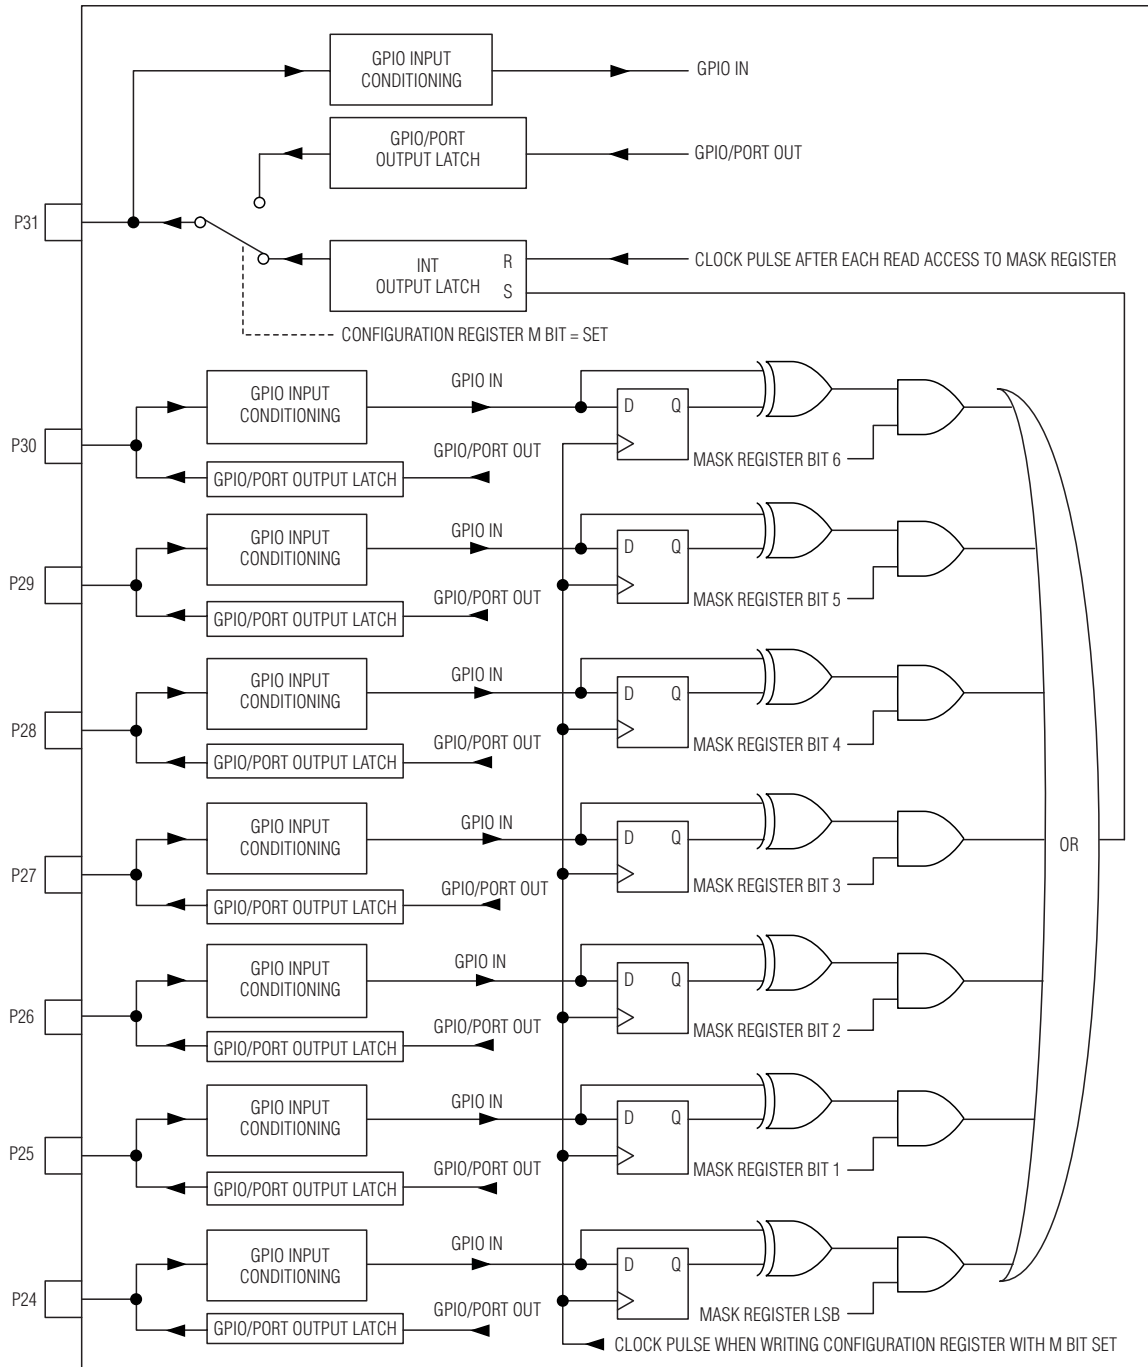 GPIO INPUT
CONDITIONING
GPIO IN
GPIO/PORT
OUTPUT LATCH
GPIO/PORT OUT
P31
INT
OUTPUT LATCH
R
S
CLOCK PULSE AFTER EACH READ ACCESS TO MASK REGISTER
CONFIGURATION REGISTER M BIT = SET
P30
GPIO INPUT
CONDITIONING
GPIO IN
GPIO/PORT OUT
GPIO/PORT OUTPUT LATCH
D Q
MASK REGISTER BIT 6
P29
GPIO INPUT
CONDITIONING
GPIO IN
GPIO/PORT OUT
GPIO/PORT OUTPUT LATCH
D Q
MASK REGISTER BIT 5
P28
GPIO INPUT
CONDITIONING
GPIO IN
GPIO/PORT OUT
GPIO/PORT OUTPUT LATCH
D Q
MASK REGISTER BIT 4
P27
GPIO INPUT
CONDITIONING
GPIO IN
GPIO/PORT OUT
GPIO/PORT OUTPUT LATCH
D Q
MASK REGISTER BIT 3
OR
P26
GPIO INPUT
CONDITIONING
GPIO IN
GPIO/PORT OUT
GPIO/PORT OUTPUT LATCH
D Q
MASK REGISTER BIT 2
P25
GPIO INPUT
CONDITIONING
GPIO IN
GPIO/PORT OUT
GPIO/PORT OUTPUT LATCH
D Q
MASK REGISTER BIT 1
P24
GPIO INPUT
CONDITIONING
GPIO IN
GPIO/PORT OUT
GPIO/PORT OUTPUT LATCH
D Q
MASK REGISTER LSB
CLOCK PULSE WHEN WRITING CONFIGURATION REGISTER WITH M BIT SET